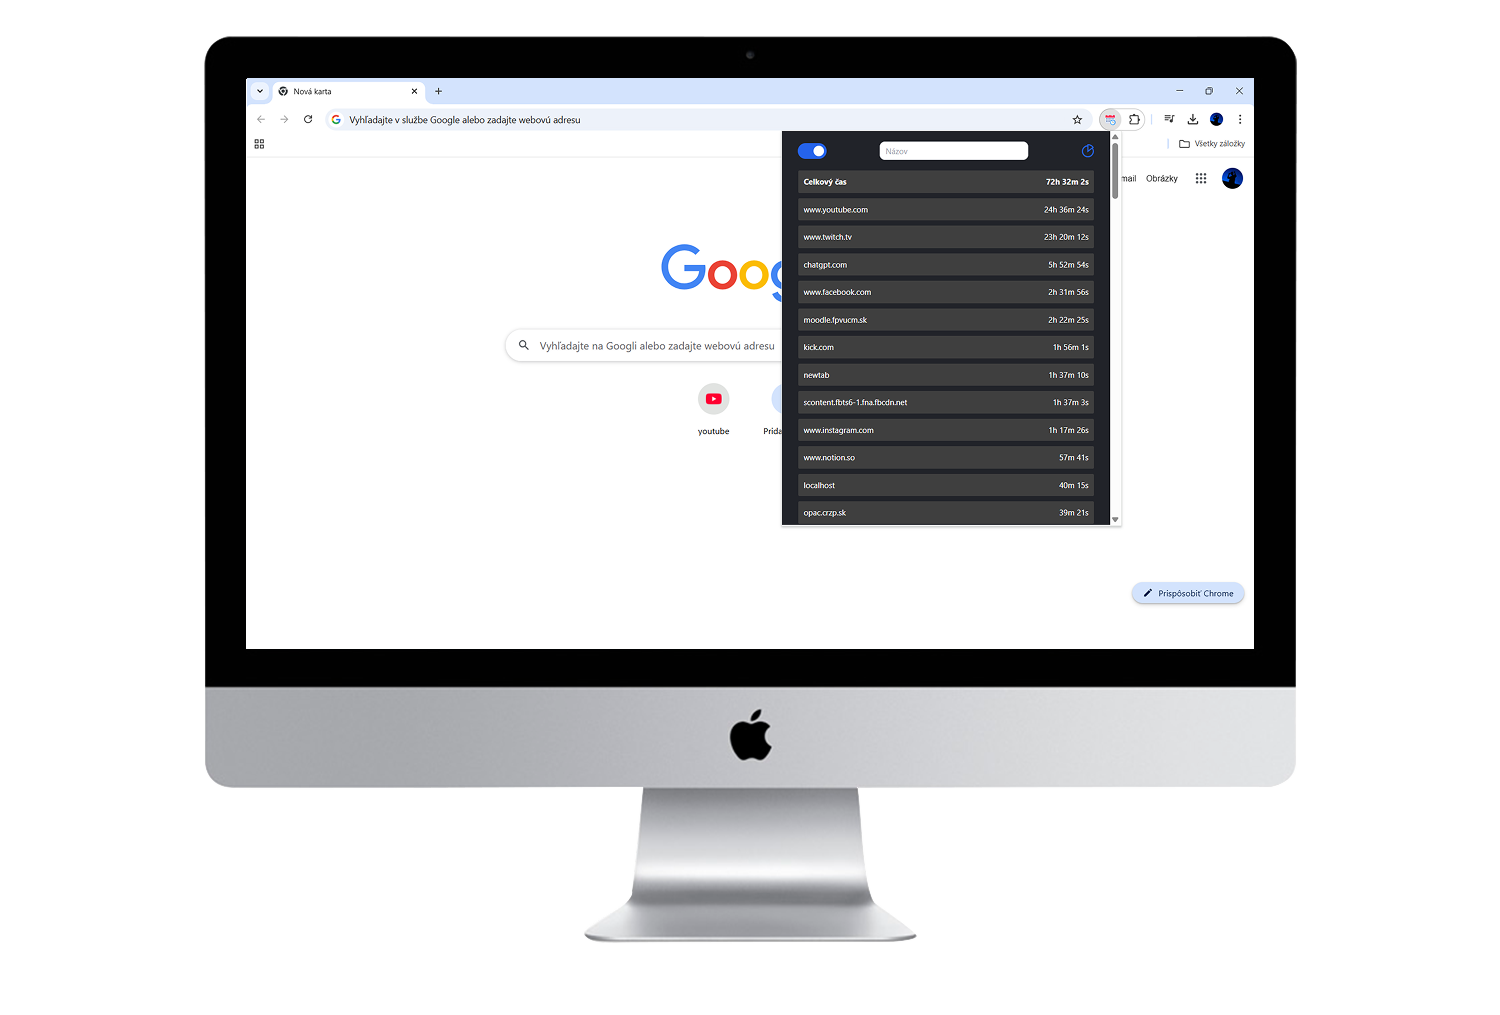 Nová karta
Vyhľadajte v službe Google alebo zadajte webovú adresu
Všetky záložky
Názov
mail Obrázky
Celkový čas 72h 32m 2s
www.youtube.com 24h 36m 24s
www.twitch.tv 23h 20m 12s
chatgpt.com 5h 52m 54s
www.facebook.com 2h 31m 56s
moodle.fpvucm.sk 2h 22m 25s
kick.com 1h 56m 1s
newtab 1h 37m 10s
scontent.fbts6-1.fna.fbcdn.net 1h 37m 3s
www.instagram.com 1h 17m 26s
www.notion.so 57m 41s
localhost 40m 15s
opac.crzp.sk 39m 21s
Goog
Vyhľadajte na Googli alebo zadajte webovú adresu
youtube
Prida
Prispôsobiť Chrome